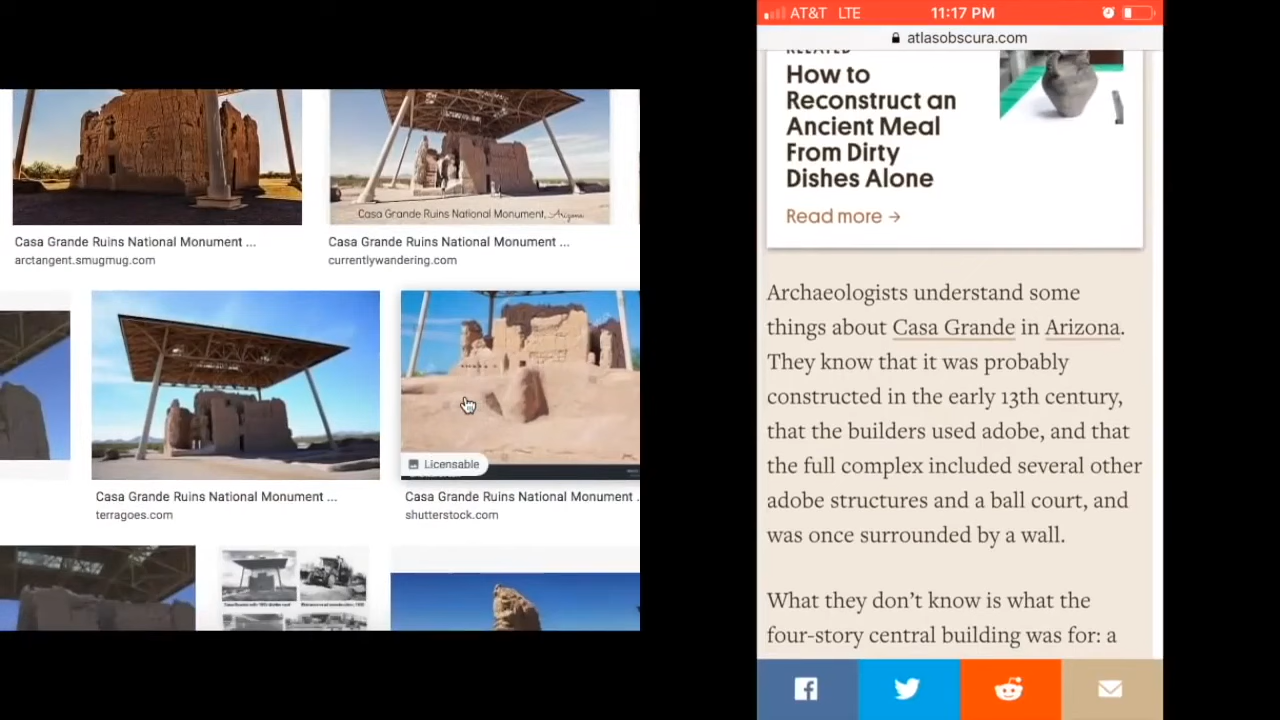 Casa Grande Ruins National Monument, Arizona
Casa Grande Ruins National Monument ...
arctangent.smugmug.com
Casa Grande Ruins National Monument ...
currentlywandering.com
Licensable
Casa Grande Ruins National Monument ...
terragoes.com
Casa Grande Ruins National Monument .
shutterstock.com
AT&T LTE
11:17 PM
atlasobscura.com
RELATED
How to
Reconstruct an
Ancient Meal
From Dirty
Dishes Alone
Read more →
Archaeologists understand some
things about Casa Grande in Arizona.
They know that it was probably
constructed in the early 13th century,
that the builders used adobe, and that
the full complex included several other
adobe structures and a ball court, and
was once surrounded by a wall.
What they don’t know is what the
four-story central building was for: a